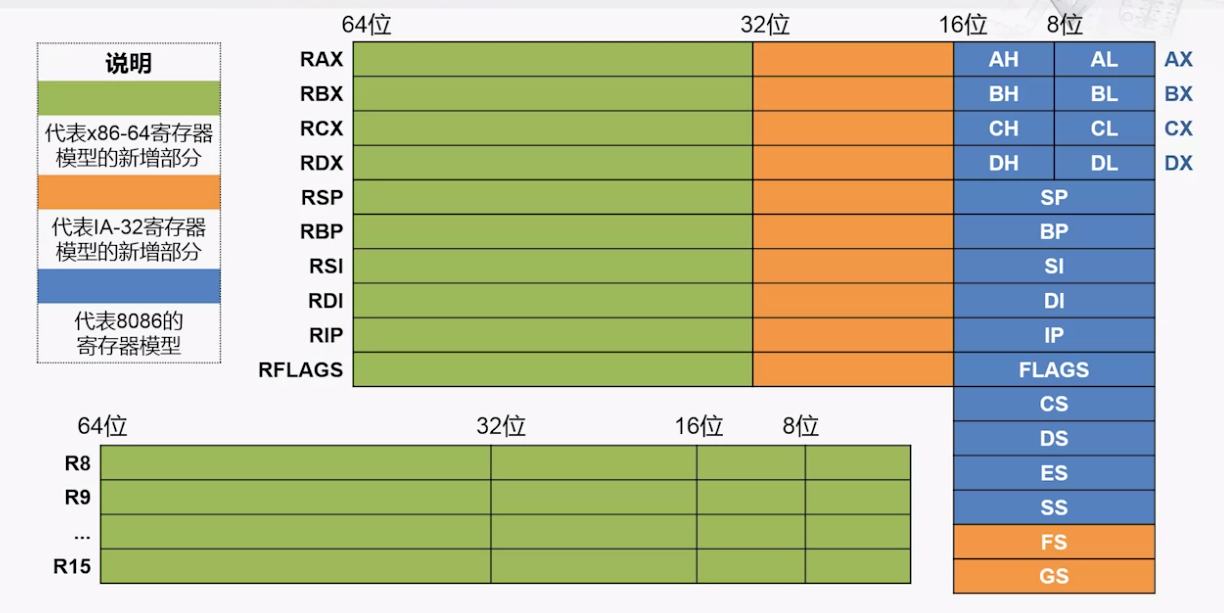 64位 32位 16位 8位
说明
代表x86-64寄存器
模型的新增部分
代表IA-32寄存器
模型的新增部分
代表8086的
寄存器模型
RAX AH AL AX
RBX BH BL BX
RCX CH CL CX
RDX DH DL DX
RSP SP
RBP BP
RSI SI
RDI DI
RIP IP
RFLAGS FLAGS
CS
DS
ES
SS
FS
GS
64位 32位 16位 8位
R8
R9
...
R15